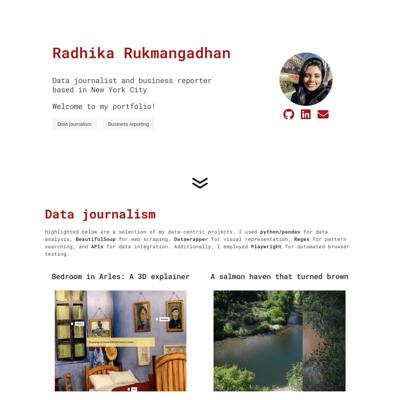 Radhika Rukmangadhan
Data journalist and business reporter
based in New York City
Welcome to my portfolio!
Data journalism
Business reporting
Data journalism
Highlighted below are a selection of my data-centric projects. I used python/pandas for data
analysis, BeautifulSoup for web scraping, Datawrapper for visual representation, Regex for pattern
searching, and APIs for data integration. Additionally, I employed Playwright for automated browser
testing.
Bedroom in Arles: A 3D explainer
A salmon haven that turned brown